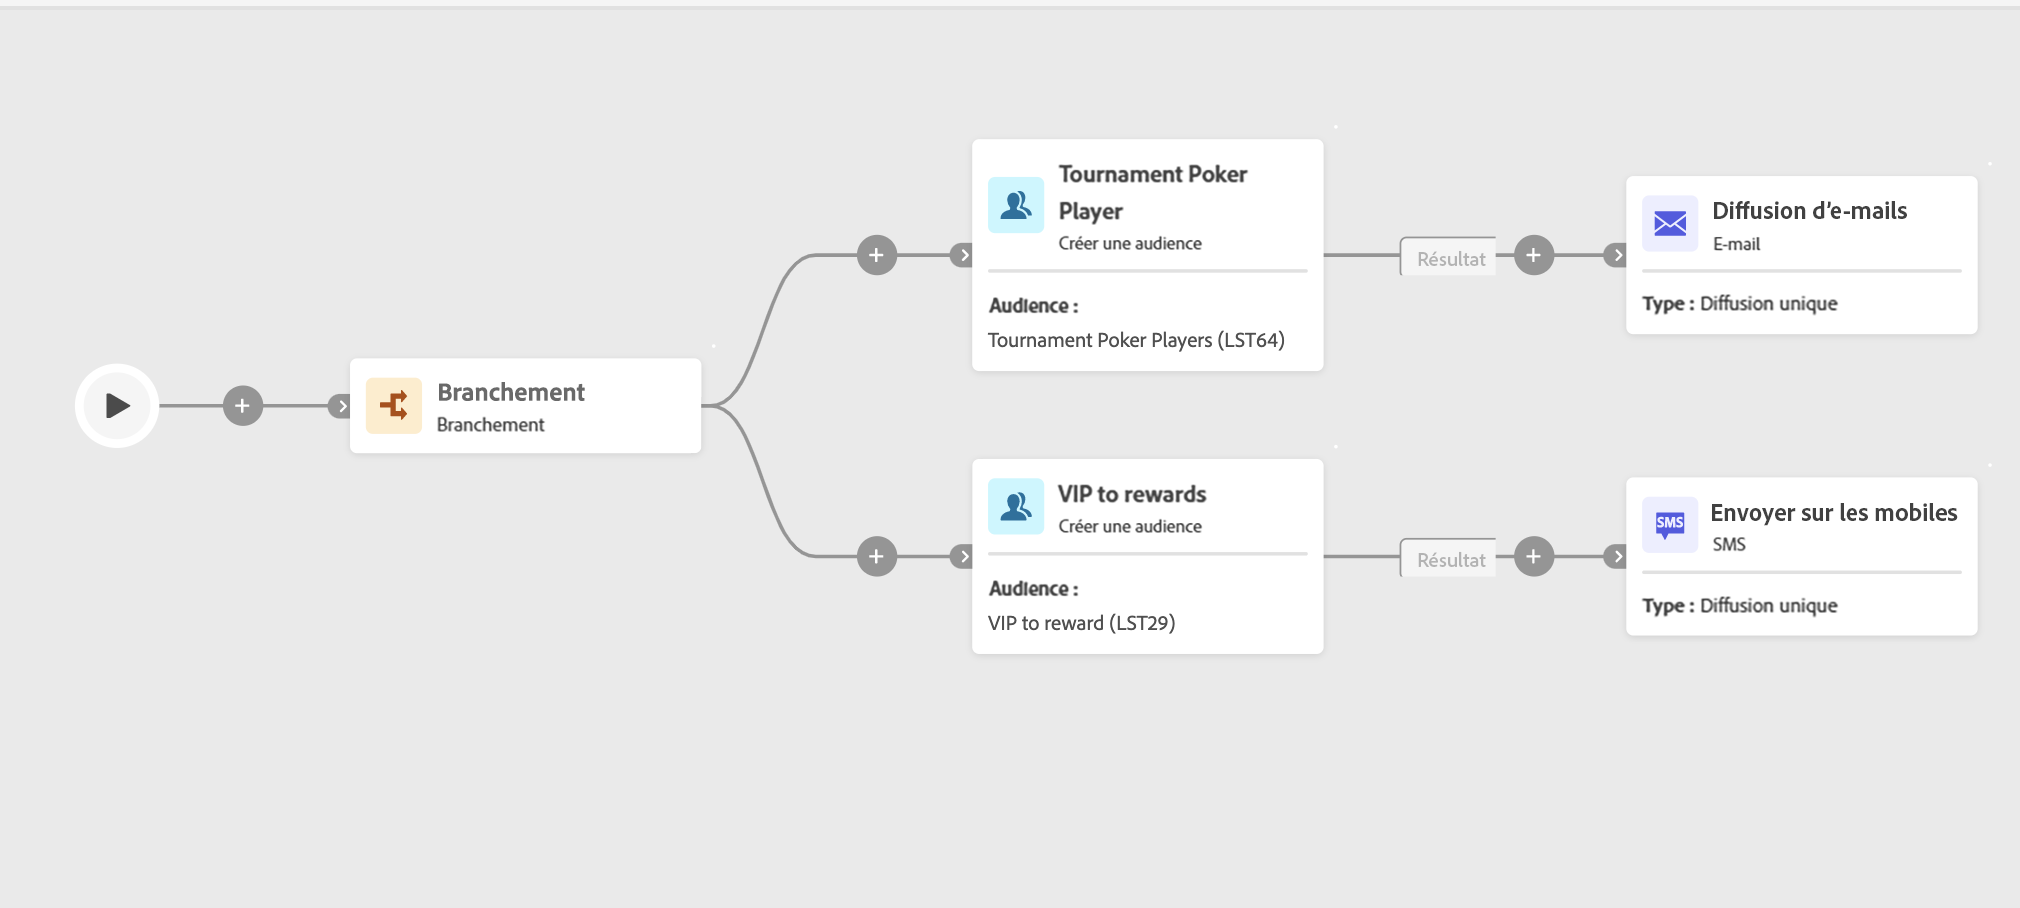 Branchement
Branchement
Tournament Poker
Player
Créer une audience
Audience :
Tournament Poker Players (LST64)
Résultat
Diffusion d'e-mails
E-mail
Type : Diffusion unique
VIP to rewards
Créer une audience
Audience :
VIP to reward (LST29)
Résultat
SMS
Envoyer sur les mobiles
SMS
Type : Diffusion unique